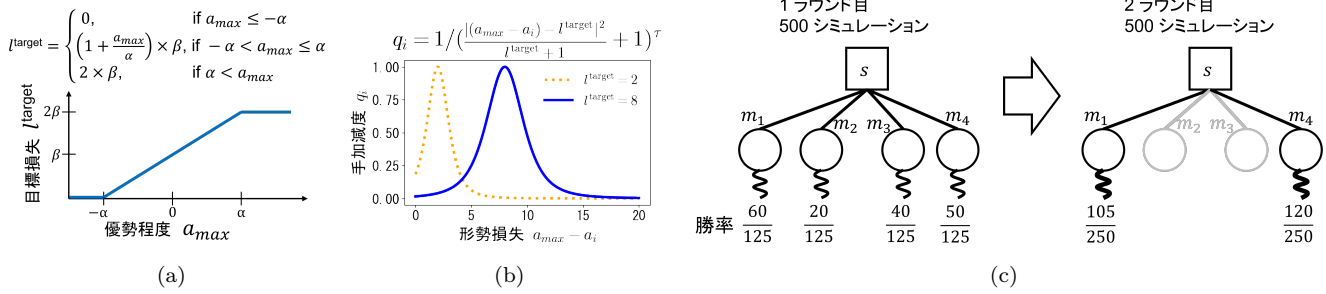 l^target = { 0, if a_max ≤ −α
(1 + a_max/α) × β, if −α < a_max ≤ α
2 × β, if α < a_max
目標損失 l^target
2β
β
−α 0 α
優勢程度 a_max
(a)
q_i = 1/(|(a_max − a_i) − l^target|^2 / (l^target + 1) + 1)^τ
手加減度 q_i
1.00
0.75
0.50
0.25
0.00
l^target = 2
l^target = 8
0 5 10 15 20
形勢損失 a_max − a_i
(b)
1 ラウンド目
500 シミュレーション
s
m_1 m_2 m_3 m_4
勝率 60/125 20/125 40/125 50/125
2 ラウンド目
500 シミュレーション
s
m_1 m_2 m_3 m_4
105/250 120/250
(c)